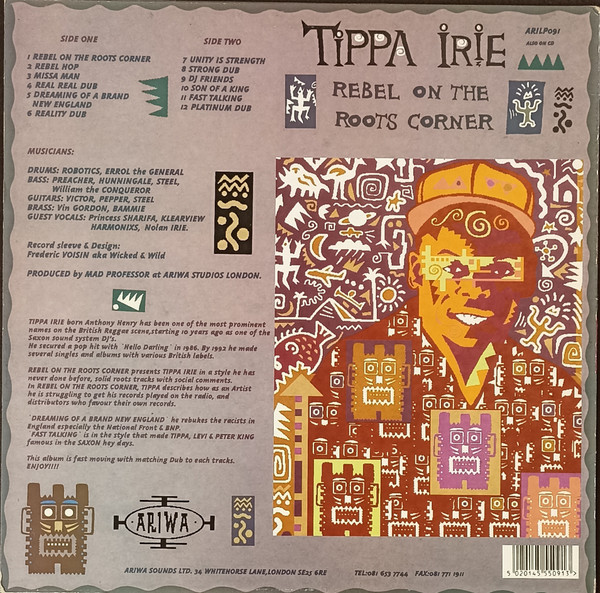 SIDE ONE
1 REBEL ON THE ROOTS CORNER
2 REBEL HOP
3 MISSA MAN
4 REAL REAL DUB
5 DREAMING OF A BRAND
NEW ENGLAND
6 REALITY DUB
SIDE TWO
7 UNITY IS STRENGTH
8 STRONG DUB
9 DJ FRIENDS
10 SON OF A KING
11 FAST TALKING
12 PLATINUM DUB
TIPPA IRIE
REBEL ON THE
ROOTS CORNER
ARILP091
ALSO ON CD
MUSICIANS:
DRUMS: ROBOTICS, ERROL the GENERAL
BASS: PREACHER, HUNNINGALE, STEEL,
William the CONQUEROR
GUITARS: VICTOR, PEPPER, STEEL
BRASS: Vin GORDON, BAMMIE
GUEST VOCALS: Princess SHARIFA, KLEARVIEW
HARMONIXS, Nolan IRIE.
Record sleeve & Design:
Frederic VOISIN aka Wicked & Wild
PRODUCED by MAD PROFESSOR at ARIWA STUDIOS LONDON.
TIPPA IRIE born Anthony Henry has been one of the most prominent
names on the British Reggae scene,starting 10 years ago as one of the
Saxon sound system DJ's.
He secured a pop hit with ˝Hello Darling˝ in 1986. By 1992 he made
several singles and albums with various British labels.
REBEL ON THE ROOTS CORNER presents TIPPA IRIE in a style he has
never done before, solid roots tracks with social comments.
In REBEL ON THE ROOTS CORNER, TIPPA describes how as an Artist
he is struggling to get his records played on the radio, and
distributors who favour their own records.
˝DREAMING OF A BRAND NEW ENGLAND˝ he rebukes the racists in
England especially the National Front & BNP.
˝FAST TALKING˝ is in the style that made TIPPA, LEVI & PETER KING
famous in the SAXON hey days.
This album is fast moving with matching Dub to each tracks.
ENJOY!!!!
ARIWA
ARIWA SOUNDS LTD. 34 WHITEHORSE LANE,LONDON SE25 6RE
TEL:081 653 7744 FAX:081 771 1911
5 020145 550913 >